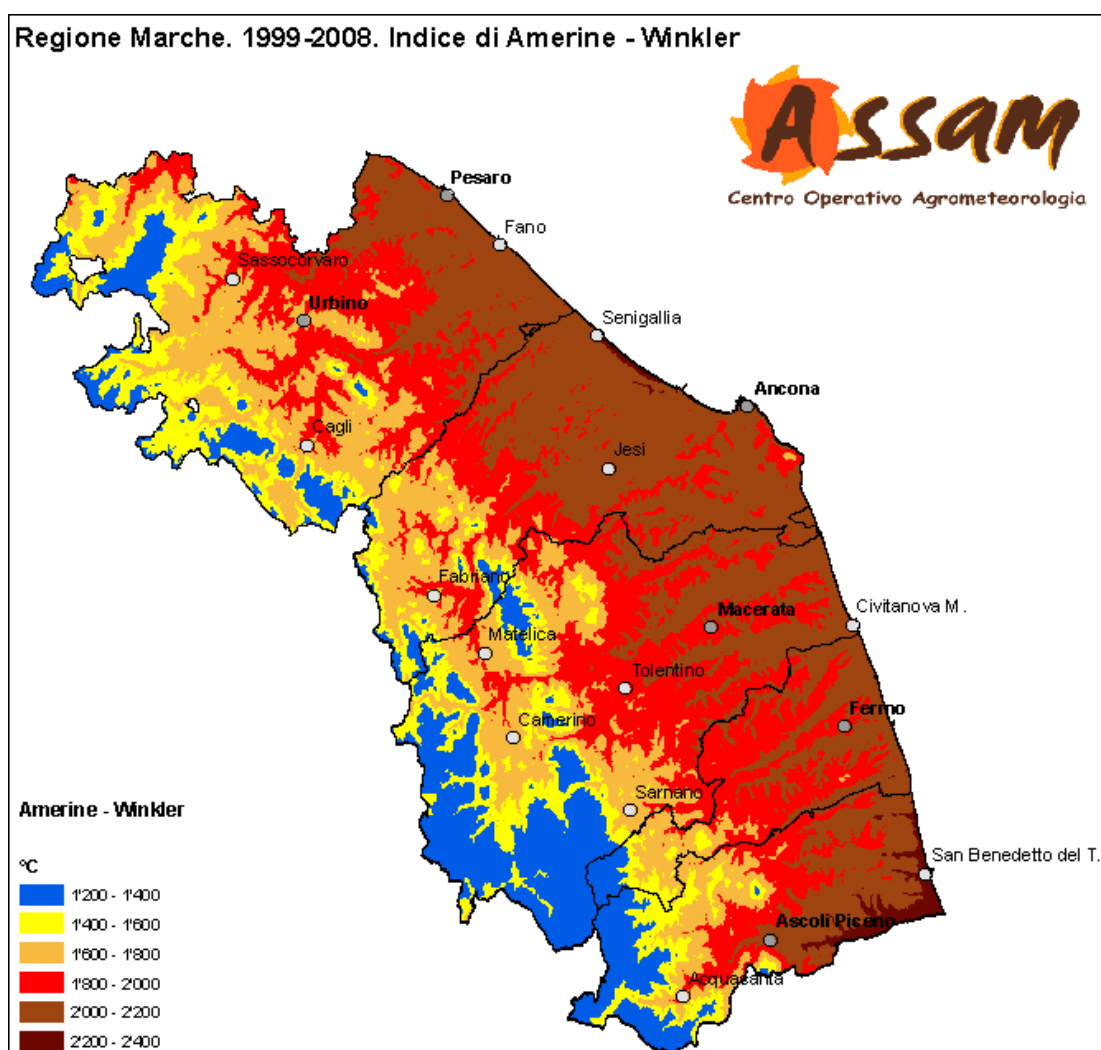 Regione Marche. 1999-2008. Indice di Amerine - Winkler
Assam
Centro Operativo Agrometeorologia
Pesaro
Fano
Sassocorvaro
Urbino
Senigallia
Ancona
Cagli
Jesi
Fabriano
Matelica
Macerata
Civitanova M.
Tolentino
Camerino
Fermo
Sarnano
San Benedetto del T.
Ascoli Piceno
Acquasanta
Amerine - Winkler
°C
1'200 - 1'400
1'400 - 1'600
1'600 - 1'800
1'800 - 2'000
2'000 - 2'200
2'200 - 2'400